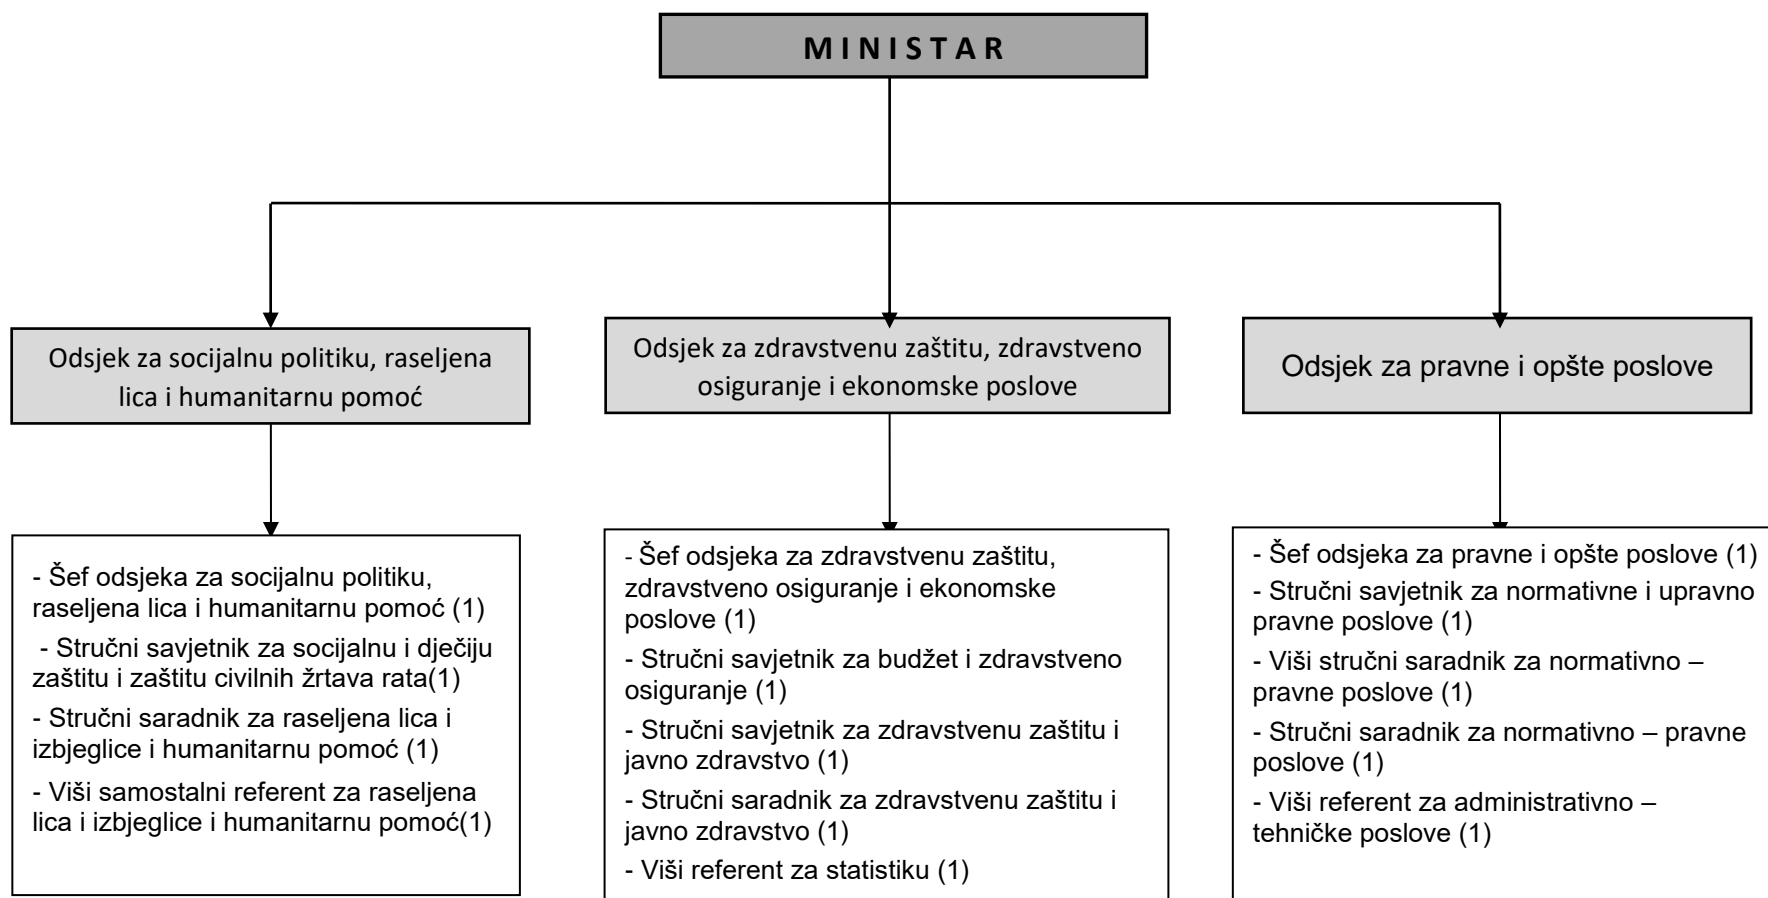 M I N I S T A R
Odsjek za socijalnu politiku, raseljena
lica i humanitarnu pomoć
Odsjek za zdravstvenu zaštitu, zdravstveno
osiguranje i ekonomske poslove
Odsjek za pravne i opšte poslove
- Šef odsjeka za socijalnu politiku,
raseljena lica i humanitarnu pomoć (1)
- Stručni savjetnik za socijalnu i dječiju
zaštitu i zaštitu civilnih žrtava rata(1)
- Stručni saradnik za raseljena lica i
izbjeglice i humanitarnu pomoć (1)
- Viši samostalni referent za raseljena
lica i izbjeglice i humanitarnu pomoć(1)
- Šef odsjeka za zdravstvenu zaštitu,
zdravstveno osiguranje i ekonomske
poslove (1)
- Stručni savjetnik za budžet i zdravstveno
osiguranje (1)
- Stručni savjetnik za zdravstvenu zaštitu i
javno zdravstvo (1)
- Stručni saradnik za zdravstvenu zaštitu i
javno zdravstvo (1)
- Viši referent za statistiku (1)
- Šef odsjeka za pravne i opšte poslove (1)
- Stručni savjetnik za normativne i upravno
pravne poslove (1)
- Viši stručni saradnik za normativno –
pravne poslove (1)
- Stručni saradnik za normativno – pravne
poslove (1)
- Viši referent za administrativno –
tehničke poslove (1)